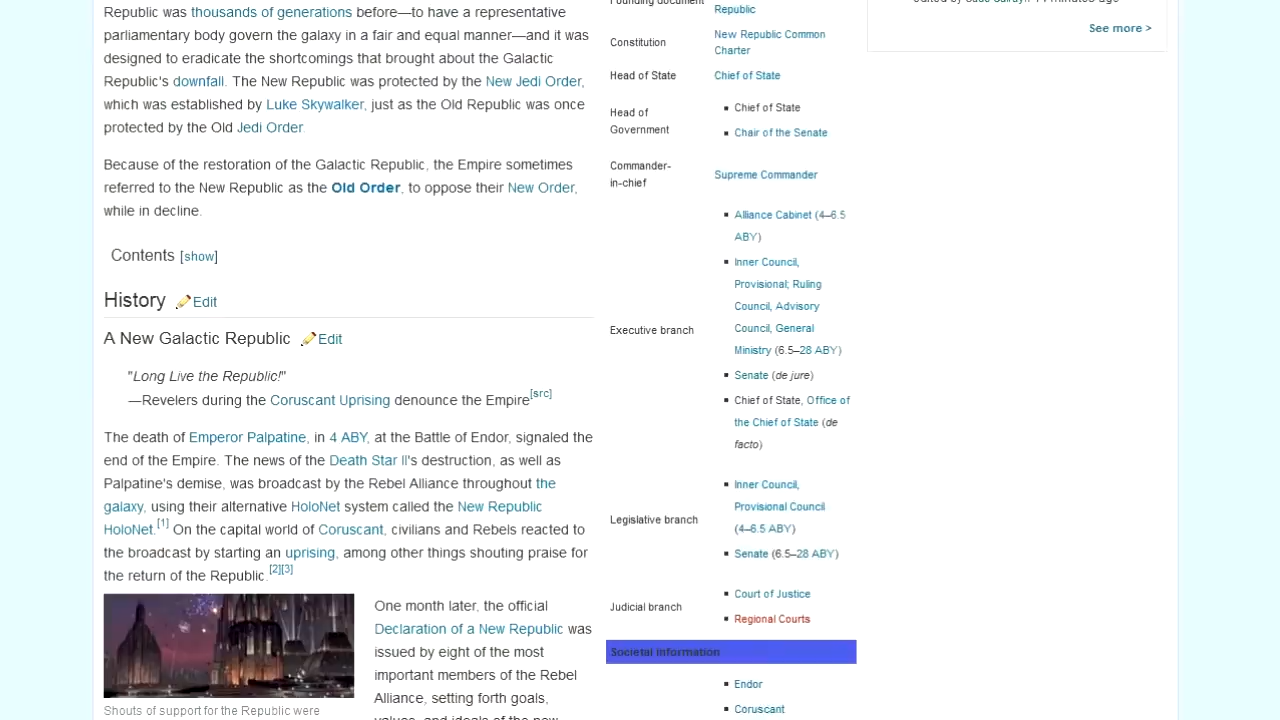 Republic was thousands of generations before—to have a representative
parliamentary body govern the galaxy in a fair and equal manner—and it was
designed to eradicate the shortcomings that brought about the Galactic
Republic's downfall. The New Republic was protected by the New Jedi Order,
which was established by Luke Skywalker, just as the Old Republic was once
protected by the Old Jedi Order.
Because of the restoration of the Galactic Republic, the Empire sometimes
referred to the New Republic as the Old Order, to oppose their New Order,
while in decline.
Contents [show]
History Edit
A New Galactic Republic Edit
"Long Live the Republic!"
—Revelers during the Coruscant Uprising denounce the Empire[src]
The death of Emperor Palpatine, in 4 ABY, at the Battle of Endor, signaled the
end of the Empire. The news of the Death Star II's destruction, as well as
Palpatine's demise, was broadcast by the Rebel Alliance throughout the
galaxy, using their alternative HoloNet system called the New Republic
HoloNet.[1] On the capital world of Coruscant, civilians and Rebels reacted to
the broadcast by starting an uprising, among other things shouting praise for
the return of the Republic.[2][3]
One month later, the official
Declaration of a New Republic was
issued by eight of the most
important members of the Rebel
Alliance, setting forth goals,
Shouts of support for the Republic were
Founding document
Republic
Constitution
New Republic Common
Charter
Head of State
Chief of State
Head of
Government
Chief of State
Chair of the Senate
Commander-
in-chief
Supreme Commander
Executive branch
Alliance Cabinet (4–6.5
ABY)
Inner Council,
Provisional; Ruling
Council, Advisory
Council, General
Ministry (6.5–28 ABY)
Senate (de jure)
Chief of State, Office of
the Chief of State (de
facto)
Legislative branch
Inner Council,
Provisional Council
(4–6.5 ABY)
Senate (6.5–28 ABY)
Judicial branch
Court of Justice
Regional Courts
Societal information
Endor
Coruscant
See more >